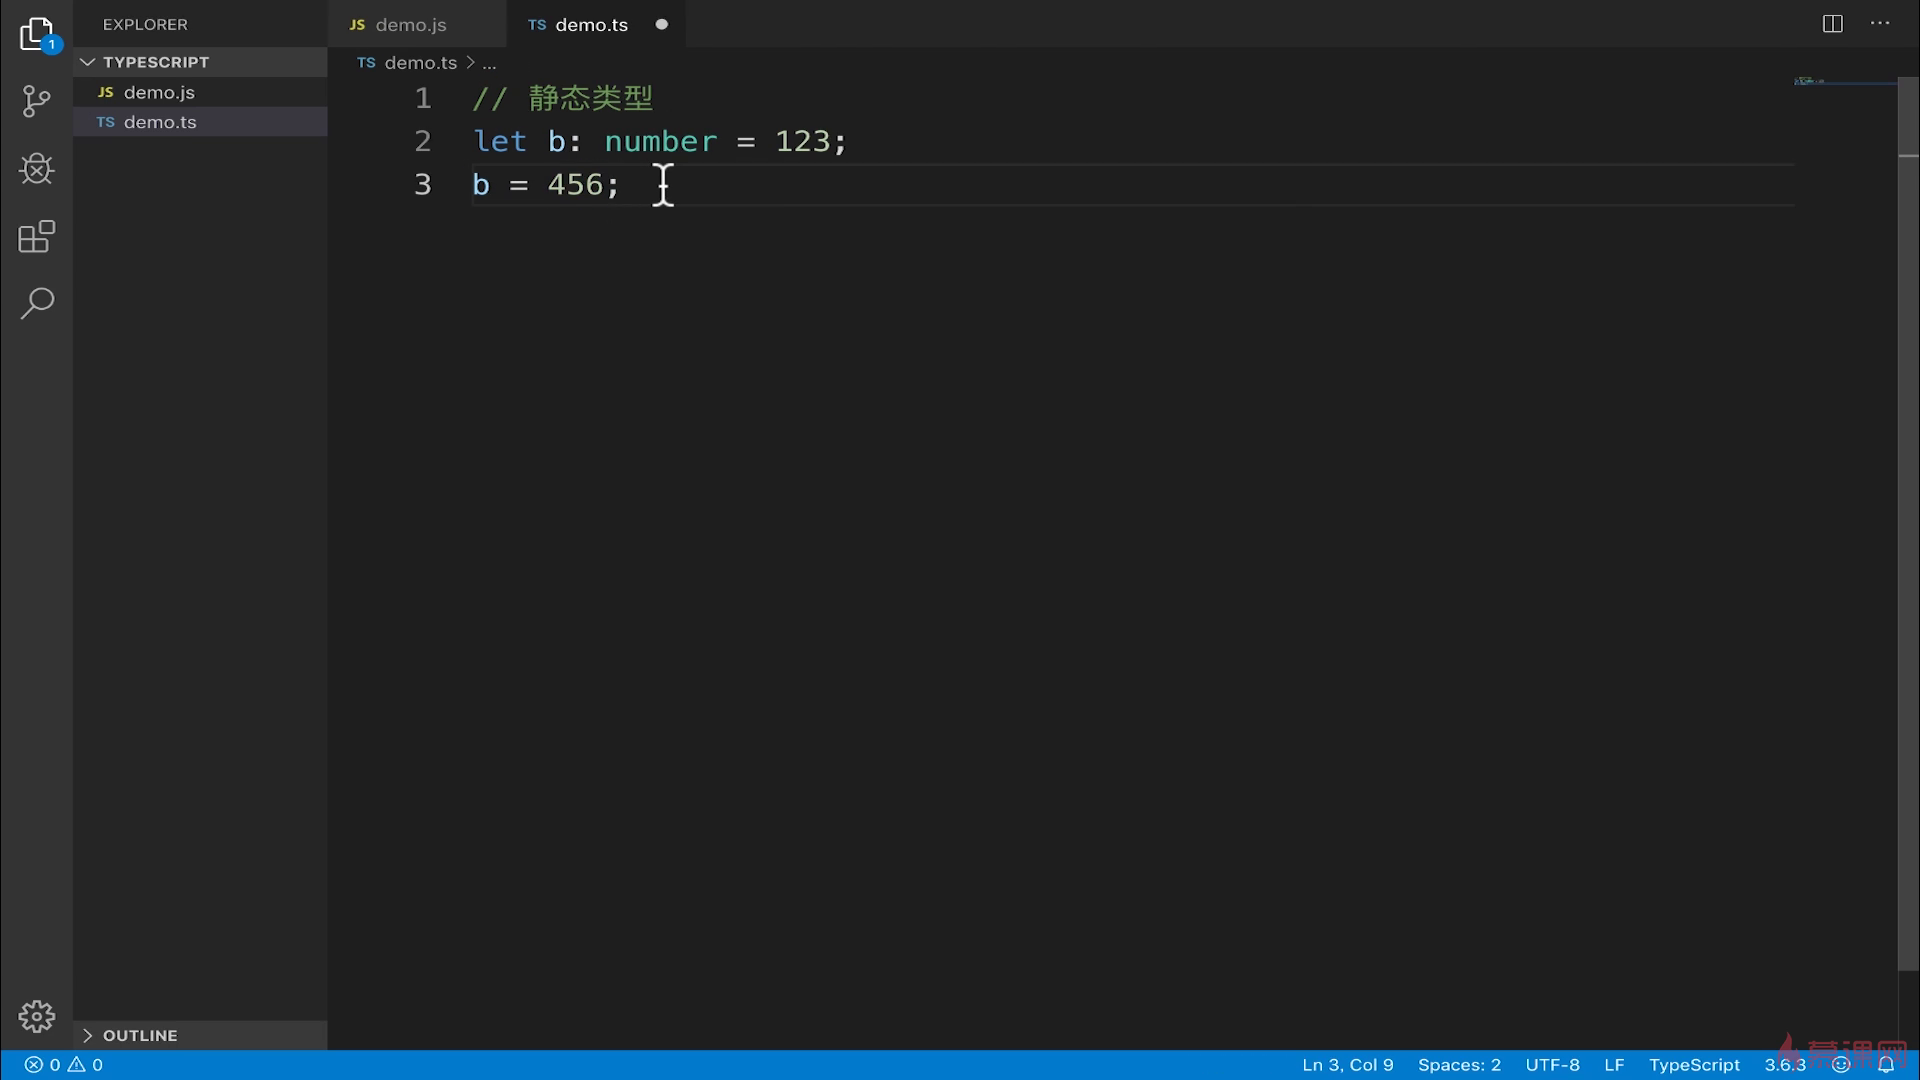 EXPLORER
JS demo.js
TS demo.ts
TYPESCRIPT
TS demo.ts > ...
JS demo.js
TS demo.ts
1 // 静态类型
2 let b: number = 123;
3 b = 456;
1
OUTLINE
0 0
Ln 3, Col 9
Spaces: 2
UTF-8
LF
TypeScript
3.6.3
慕课网